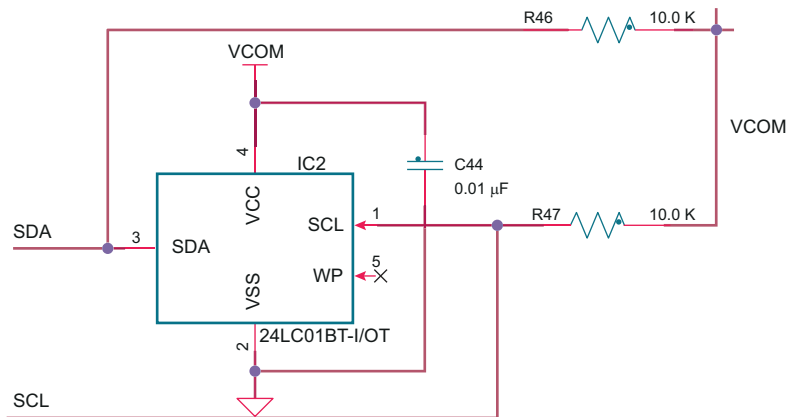 R46 10.0 K
VCOM
VCOM
4
IC2
C44
0.01 μF
VCC
SCL
1
R47 10.0 K
SDA
3
SDA
WP
5
VSS
24LC01BT-I/OT
2
SCL